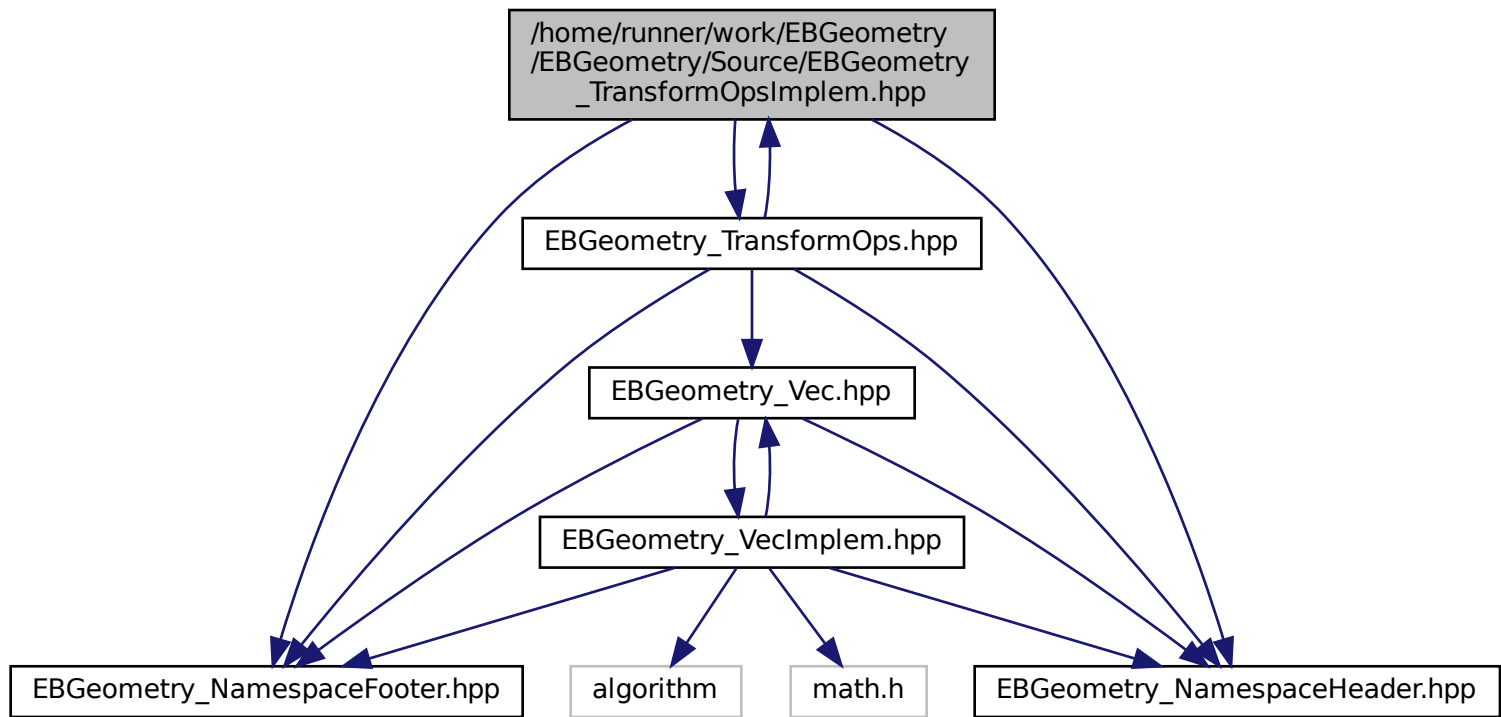 /home/runner/work/EBGeometry
/EBGeometry/Source/EBGeometry
_TransformOpsImplem.hpp
EBGeometry_TransformOps.hpp
EBGeometry_Vec.hpp
EBGeometry_VecImplem.hpp
EBGeometry_NamespaceFooter.hpp
algorithm
math.h
EBGeometry_NamespaceHeader.hpp